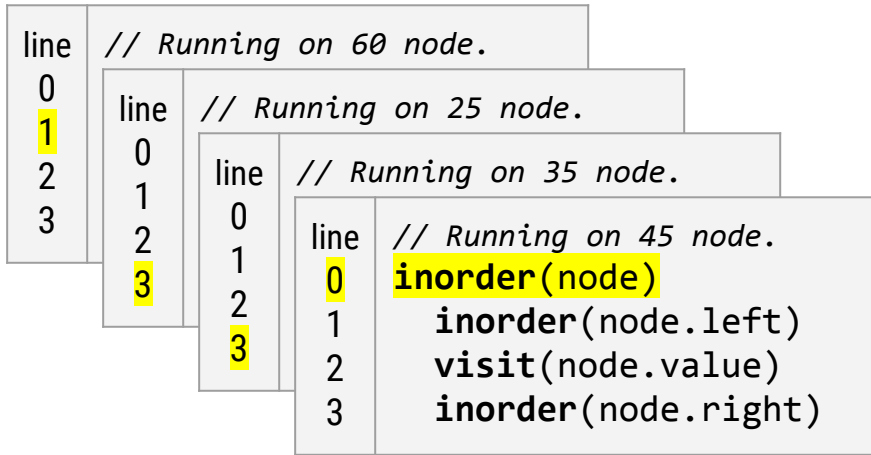 line // Running on 60 node.
0
1
2
3
line // Running on 25 node.
0
1
2
3
line // Running on 35 node.
0
1
2
3
line // Running on 45 node.
0 inorder(node)
1 inorder(node.left)
2 visit(node.value)
3 inorder(node.right)